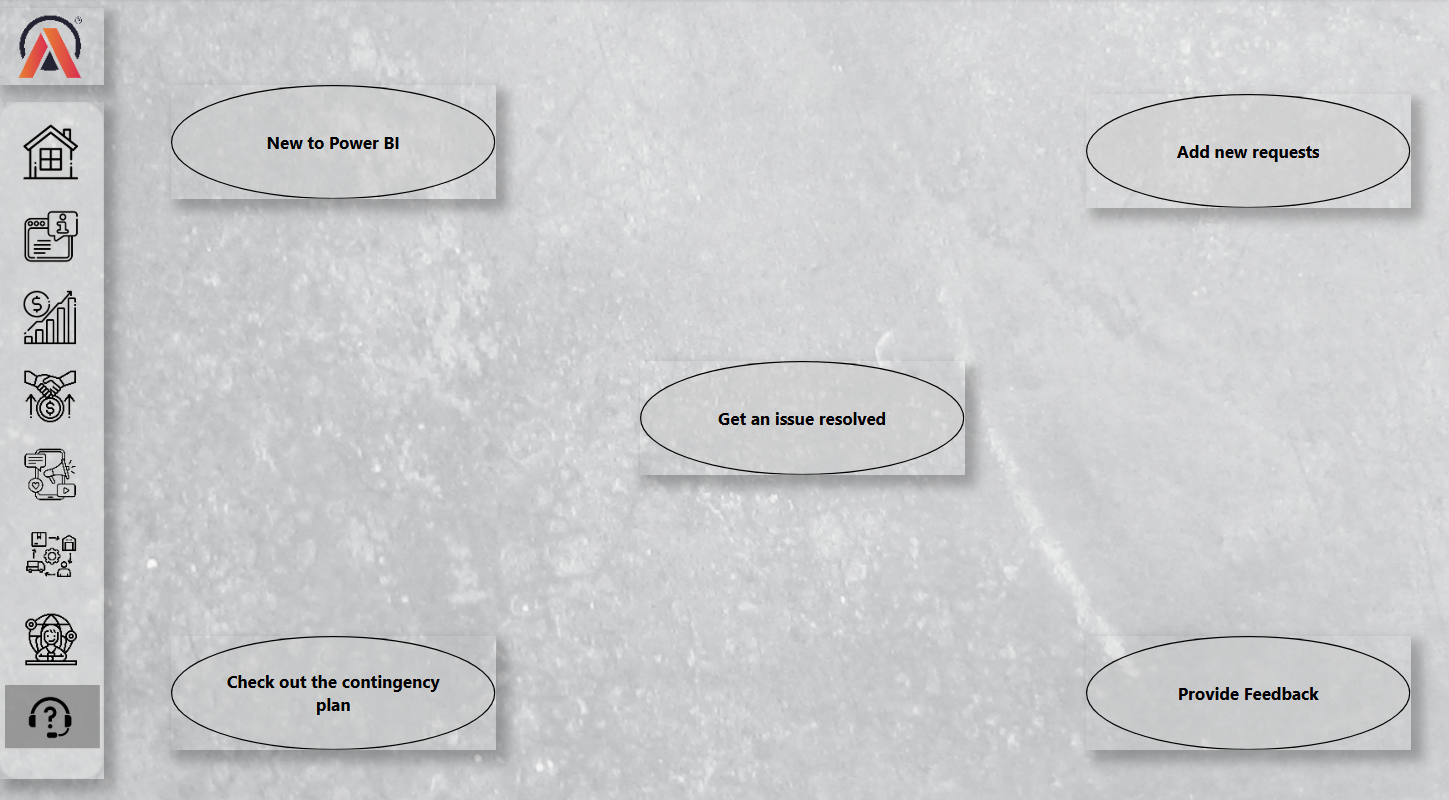 New to Power BI
Add new requests
Get an issue resolved
Check out the contingency
plan
Provide Feedback